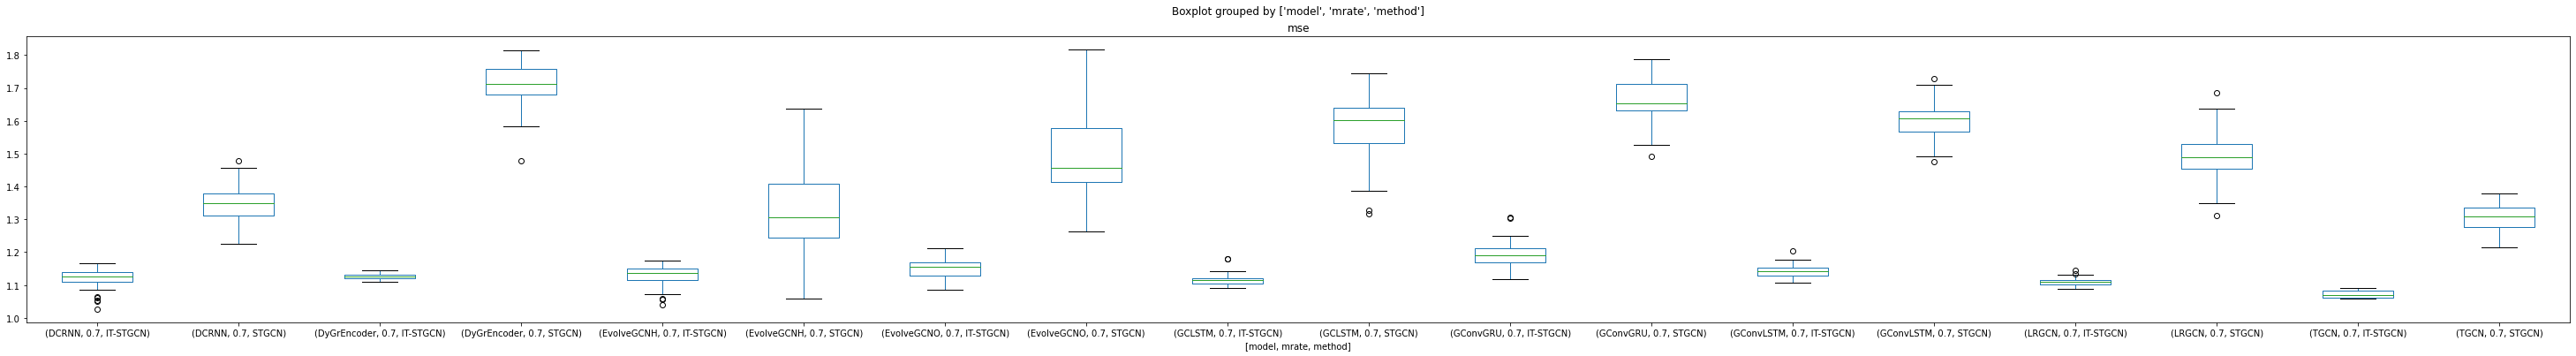 Boxplot grouped by ['model', 'mrate', 'method']
mse
1.8
1.7
1.6
1.5
1.4
1.3
1.2
1.1
1.0
(DCRNN, 0.7, IT-STGCN)
(DCRNN, 0.7, STGCN)
(DyGrEncoder, 0.7, IT-STGCN)
(DyGrEncoder, 0.7, STGCN)
(EvolveGCNH, 0.7, IT-STGCN)
(EvolveGCNH, 0.7, STGCN)
(EvolveGCNO, 0.7, IT-STGCN)
(EvolveGCNO, 0.7, STGCN)
(GCLSTM, 0.7, IT-STGCN)
(GCLSTM, 0.7, STGCN)
(GConvGRU, 0.7, IT-STGCN)
(GConvGRU, 0.7, STGCN)
(GConvLSTM, 0.7, IT-STGCN)
(GConvLSTM, 0.7, STGCN)
(LRGCN, 0.7, IT-STGCN)
(LRGCN, 0.7, STGCN)
(TGCN, 0.7, IT-STGCN)
(TGCN, 0.7, STGCN)
[model, mrate, method]